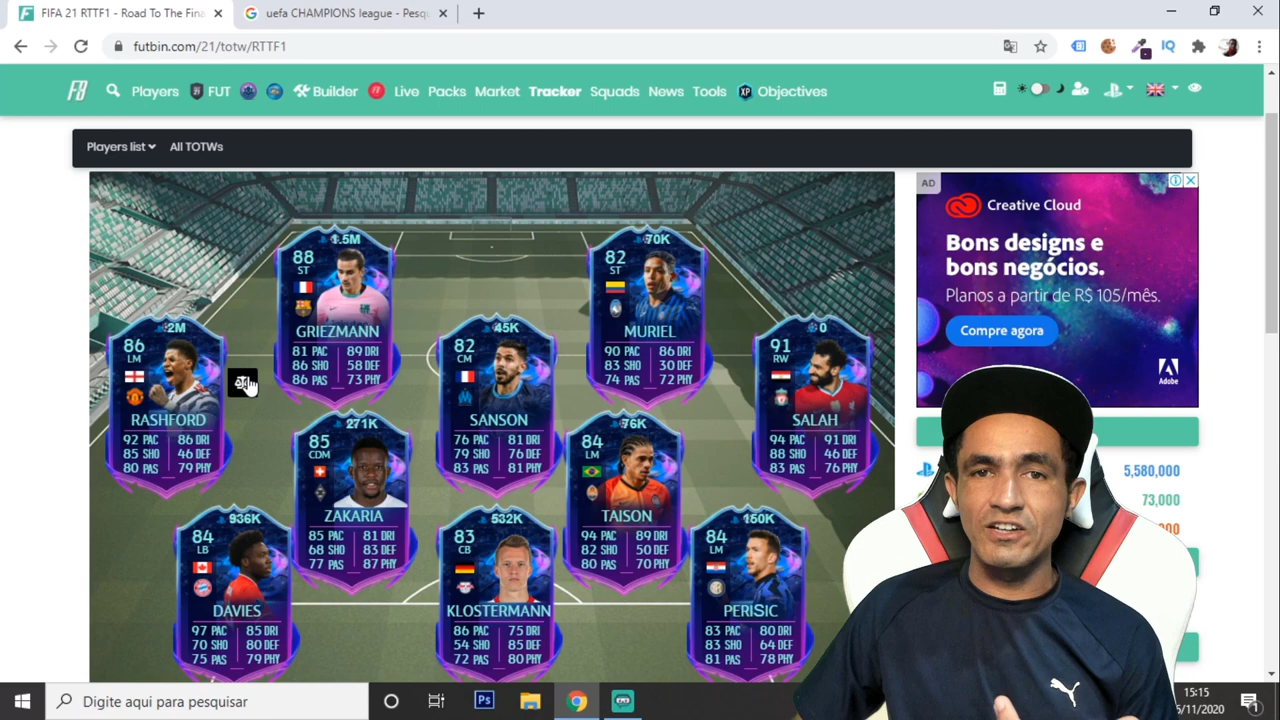 FIFA 21 RTTF1 - Road To The Fina
uefa CHAMPIONS league - Pesqu
futbin.com/21/totw/RTTF1
Players FUT Builder Live Packs Market Tracker Squads News Tools XP Objectives
Players list All TOTWs
AD
Creative Cloud
Bons designs e
bons negócios.
Planos a partir de R$ 105/mês.
Compre agora
Adobe
1.5M
88
ST
GRIEZMANN
81 PAC 89 DRI
86 SHO 58 DEF
86 PAS 73 PHY
70K
82
ST
MURIEL
90 PAC 86 DRI
83 SHO 30 DEF
74 PAS 72 PHY
2M
86
LM
RASHFORD
92 PAC 86 DRI
85 SHO 46 DEF
80 PAS 79 PHY
45K
82
CM
SANSON
76 PAC 81 DRI
79 SHO 76 DEF
83 PAS 81 PHY
0
91
RW
SALAH
94 PAC 91 DRI
88 SHO 46 DEF
83 PAS 76 PHY
271K
85
CDM
ZAKARIA
85 PAC 81 DRI
68 SHO 83 DEF
77 PAS 87 PHY
76K
84
LM
TAISON
94 PAC 89 DRI
82 SHO 50 DEF
80 PAS 70 PHY
936K
84
LB
DAVIES
97 PAC 85 DRI
70 SHO 80 DEF
75 PAS 79 PHY
532K
83
CB
KLOSTERMANN
86 PAC 75 DRI
54 SHO 85 DEF
72 PAS 80 PHY
150K
84
LM
PERISIC
83 PAC 80 DRI
83 SHO 64 DEF
81 PAS 78 PHY
5,580,000
73,000
Digite aqui para pesquisar
Ps
15:15
/11/2020